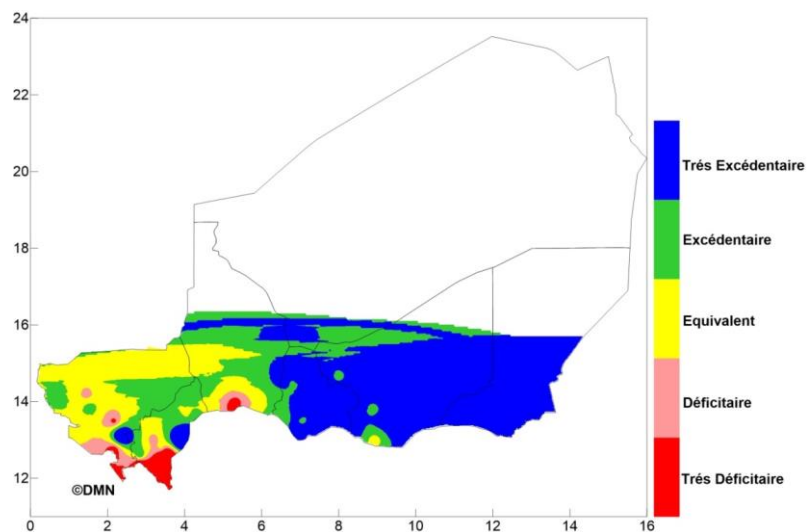 24
22
20
18
16
14
12
0 2 4 6 8 10 12 14 16
©DMN
Trés Excédentaire
Excédentaire
Equivalent
Déficitaire
Trés Déficitaire